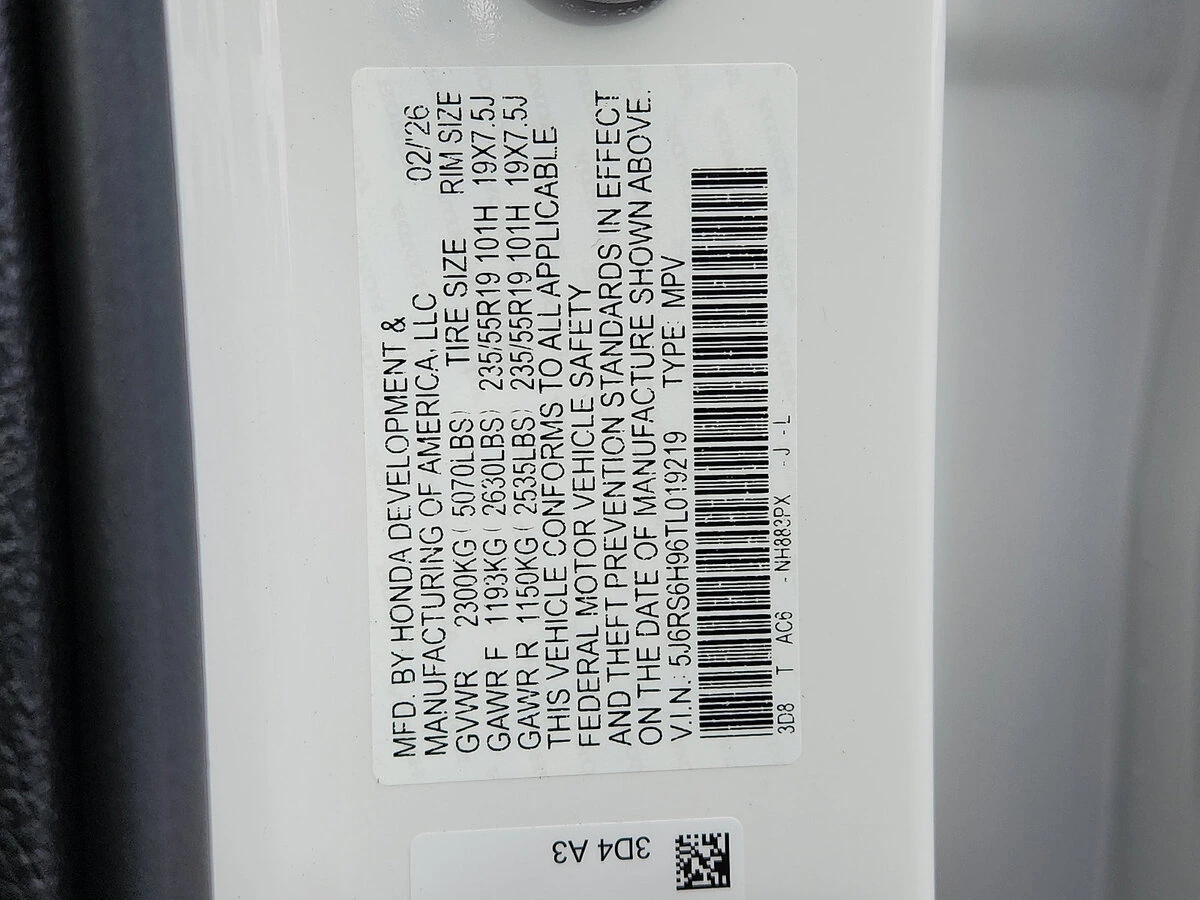 MFD. BY HONDA DEVELOPMENT &
MANUFACTURING OF AMERICA, LLC 02/'26
GVWR 2300KG ( 5070LBS) TIRE SIZE RIM SIZE
GAWR F 1193KG ( 2630LBS) 235/55R19 101H 19X7.5J
GAWR R 1150KG ( 2535LBS) 235/55R19 101H 19X7.5J
THIS VEHICLE CONFORMS TO ALL APPLICABLE
FEDERAL MOTOR VEHICLE SAFETY
AND THEFT PREVENTION STANDARDS IN EFFECT
ON THE DATE OF MANUFACTURE SHOWN ABOVE.
V.I.N.: 5J6RS6H96TL019219 TYPE: MPV
3D8 T AC6 - NH883PX - J - L
3D4 A3